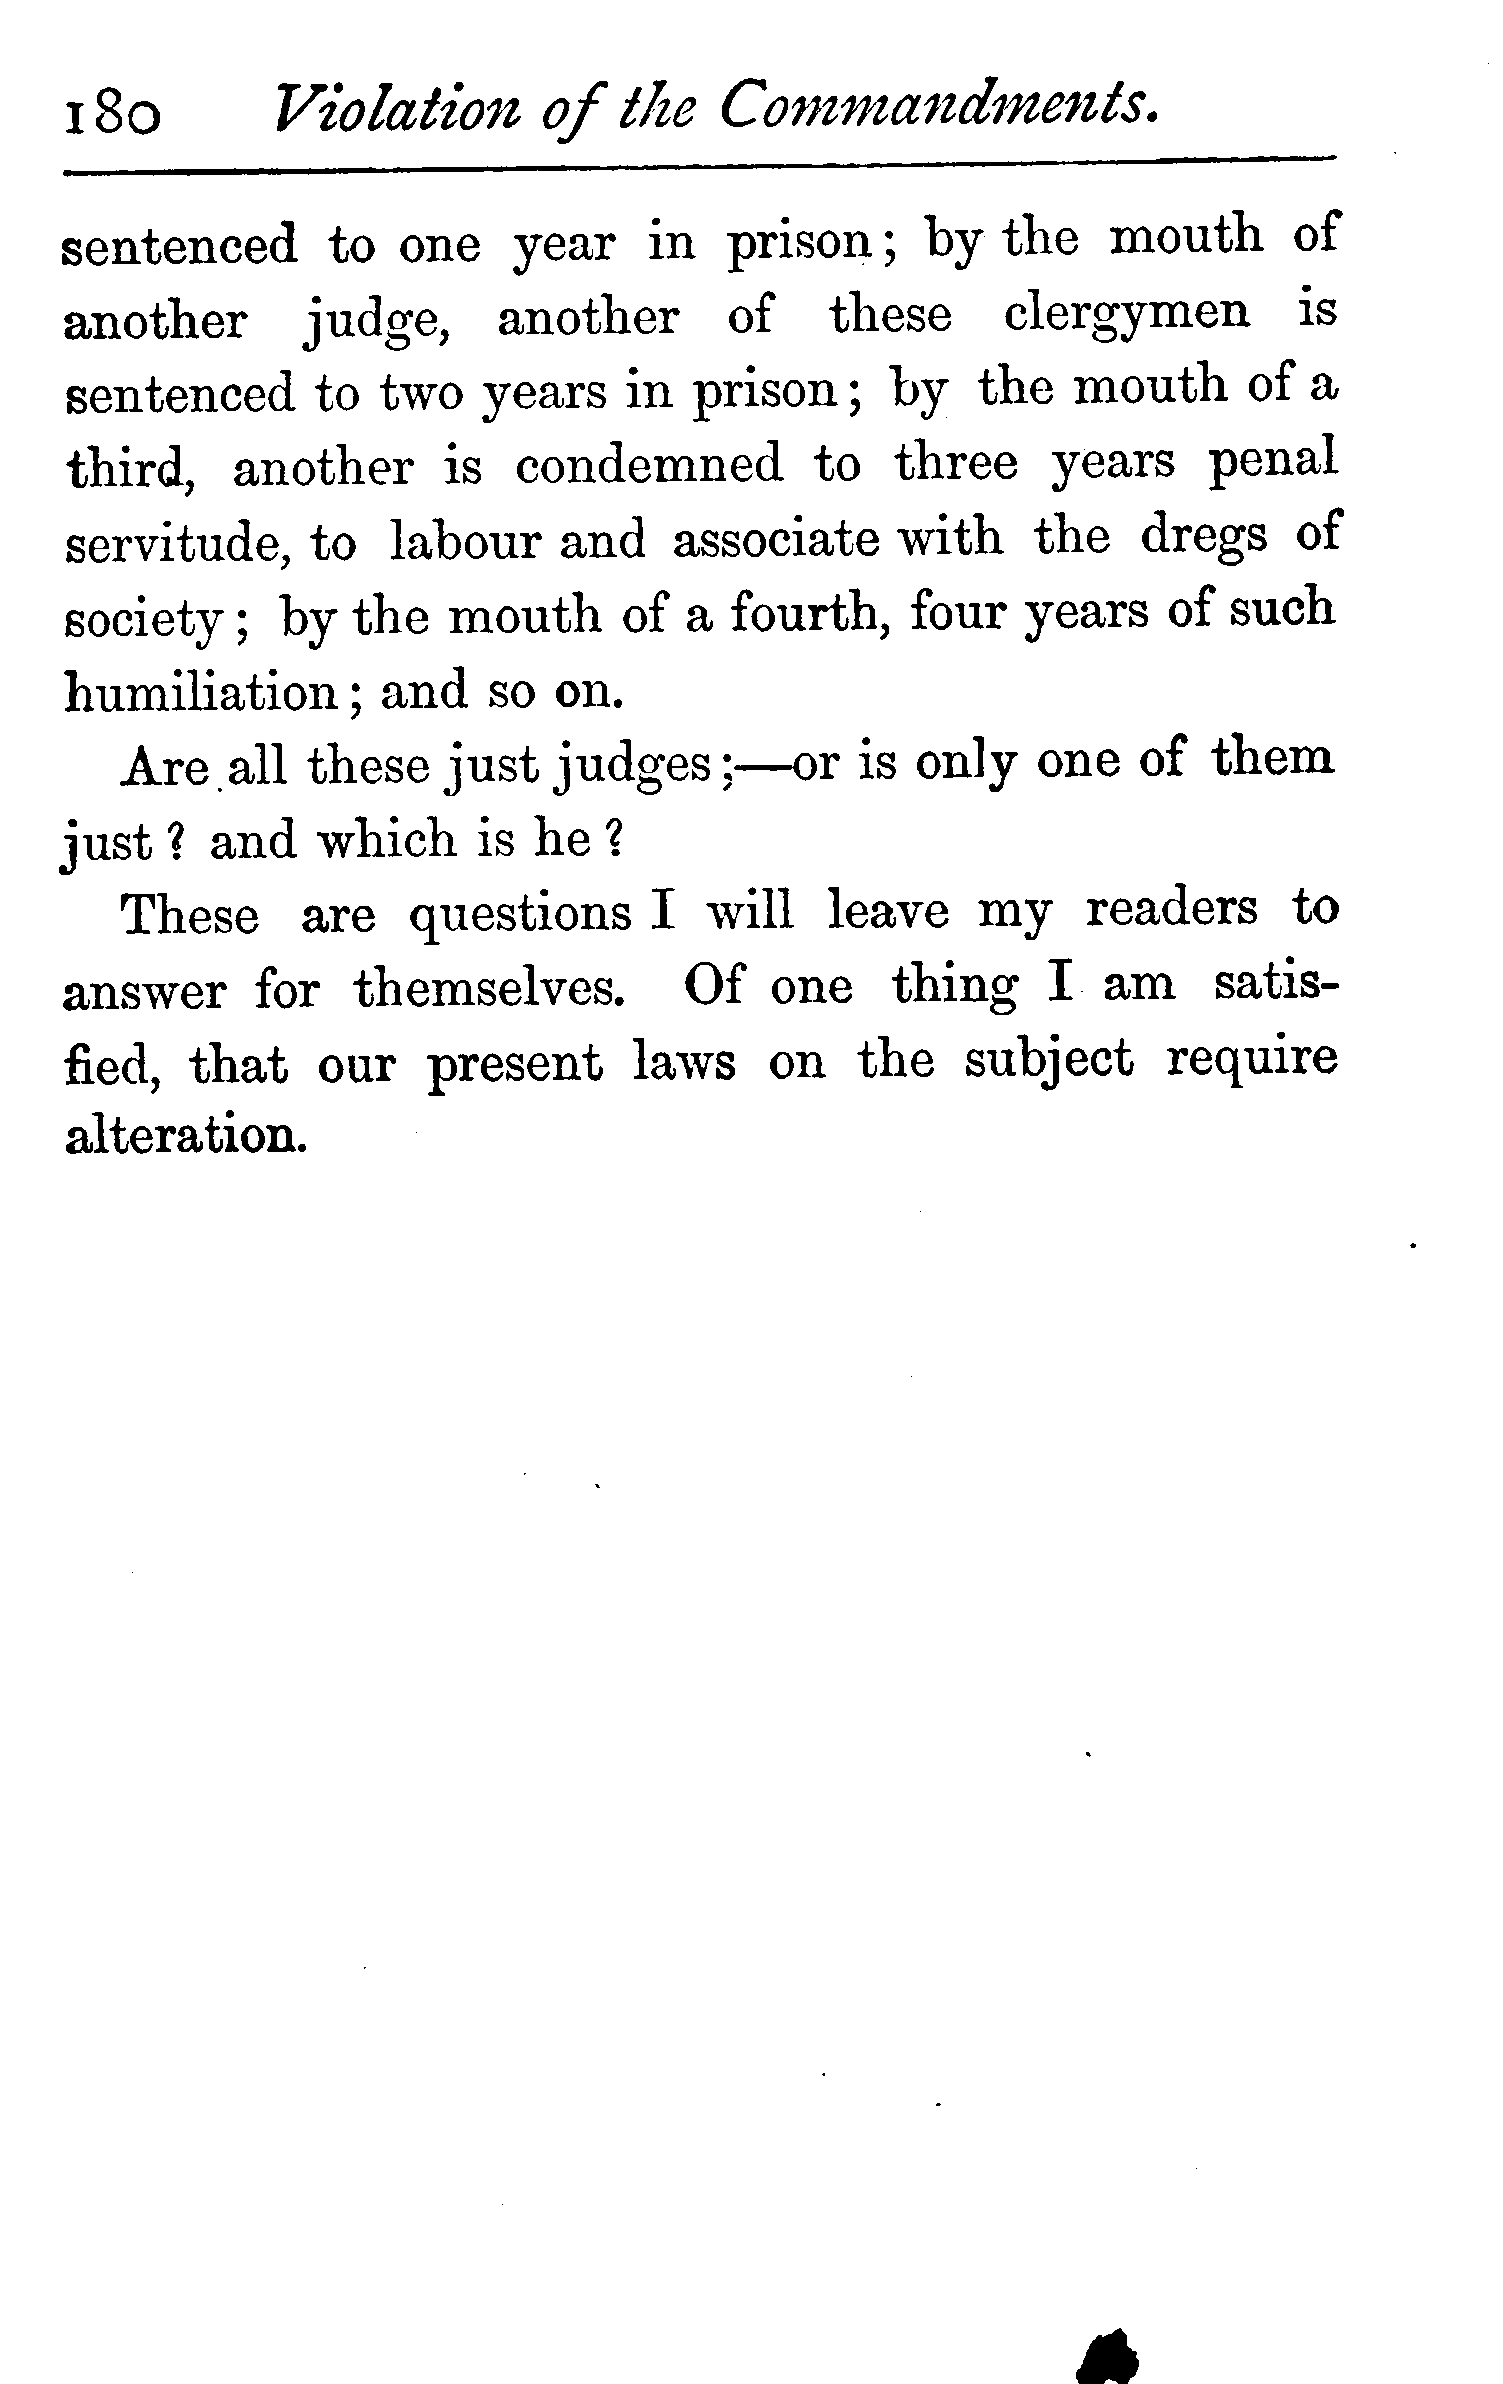 180 Violation of the Commandments.
sentenced to one year in prison; by the mouth of
another judge, another of these clergymen is
sentenced to two years in prison; by the mouth of a
third, another is condemned to three years penal
servitude, to labour and associate with the dregs of
society; by the mouth of a fourth, four years of such
humiliation; and so on.
Are all these just judges;—or is only one of them
just? and which is he?
These are questions I will leave my readers to
answer for themselves. Of one thing I am satis-
fied, that our present laws on the subject require
alteration.